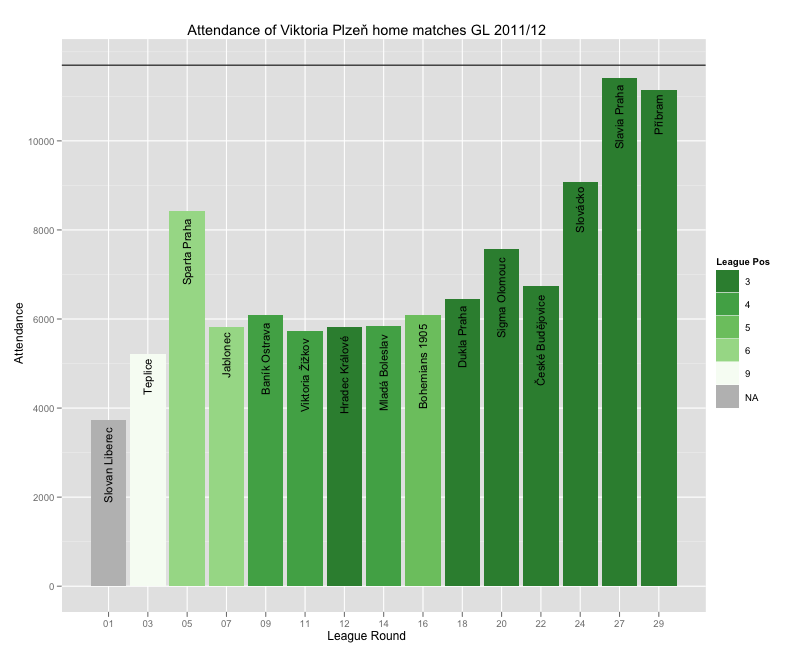 Attendance of Viktoria Plzeň home matches GL 2011/12
Attendance
10000
8000
6000
4000
2000
0
Slovan Liberec
Teplice
Sparta Praha
Jablonec
Baník Ostrava
Viktoria Žižkov
Hradec Králové
Mladá Boleslav
Bohemians 1905
Dukla Praha
Sigma Olomouc
České Budějovice
Slovácko
Slavia Praha
Příbram
01 03 05 07 09 11 12 14 16 18 20 22 24 27 29
League Round
League Pos
3
4
5
6
9
NA